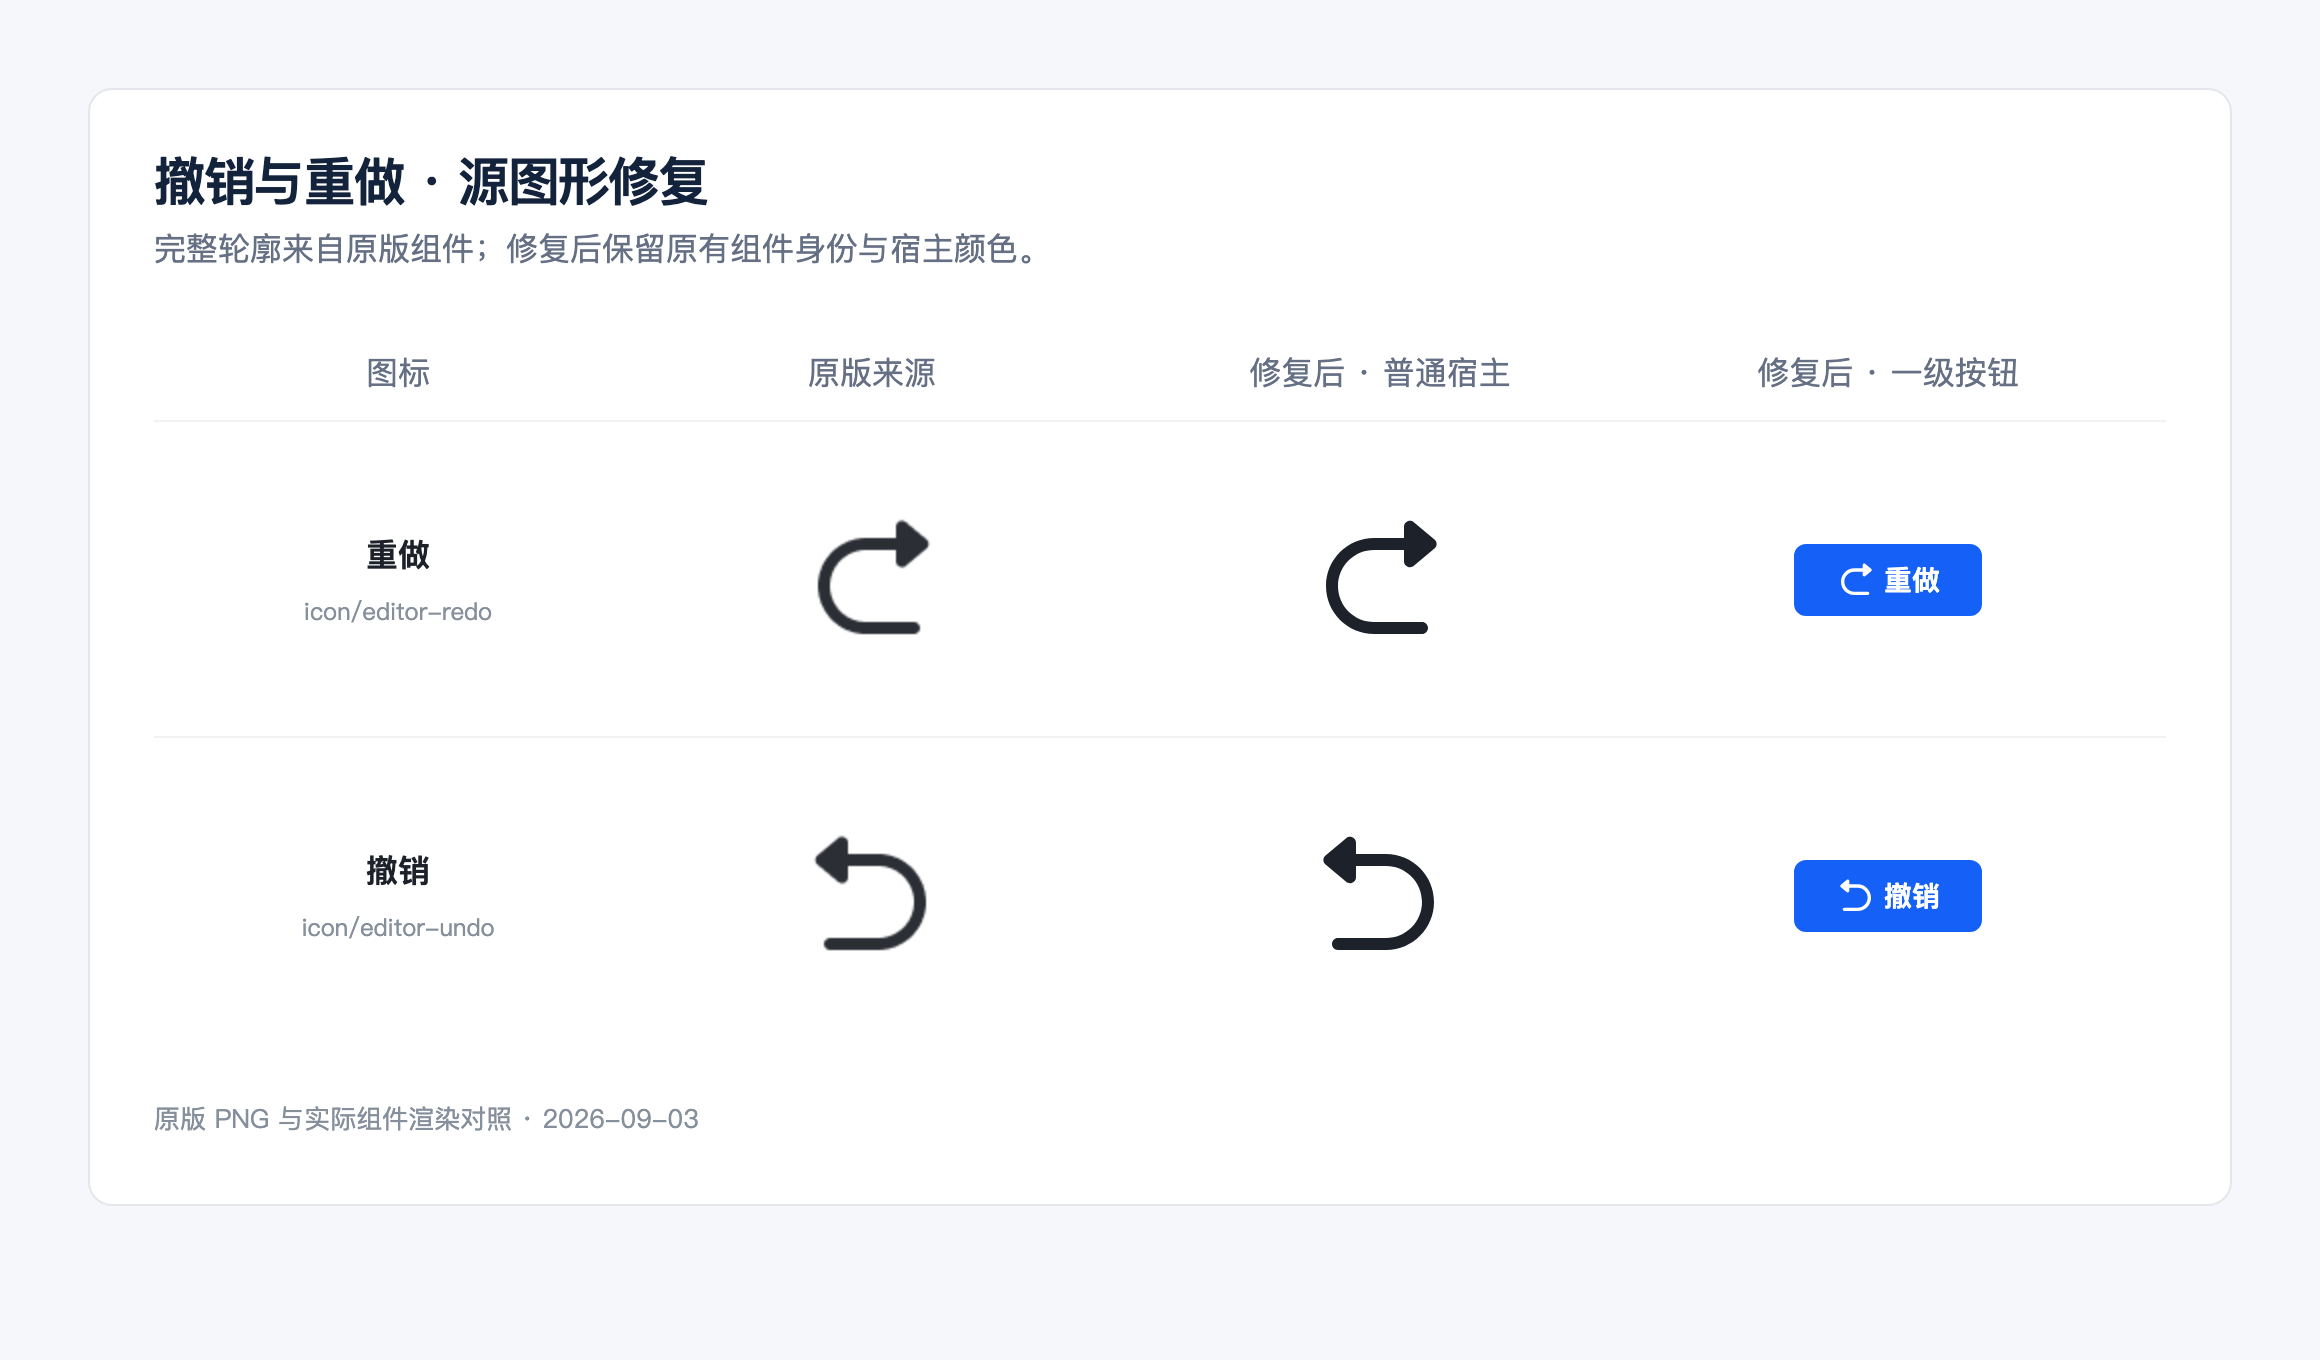 撤销与重做 · 源图形修复
完整轮廓来自原版组件；修复后保留原有组件身份与宿主颜色。
图标 原版来源 修复后 · 普通宿主 修复后 · 一级按钮
重做
icon/editor-redo
重做
撤销
icon/editor-undo
撤销
原版 PNG 与实际组件渲染对照 · 2026-09-03